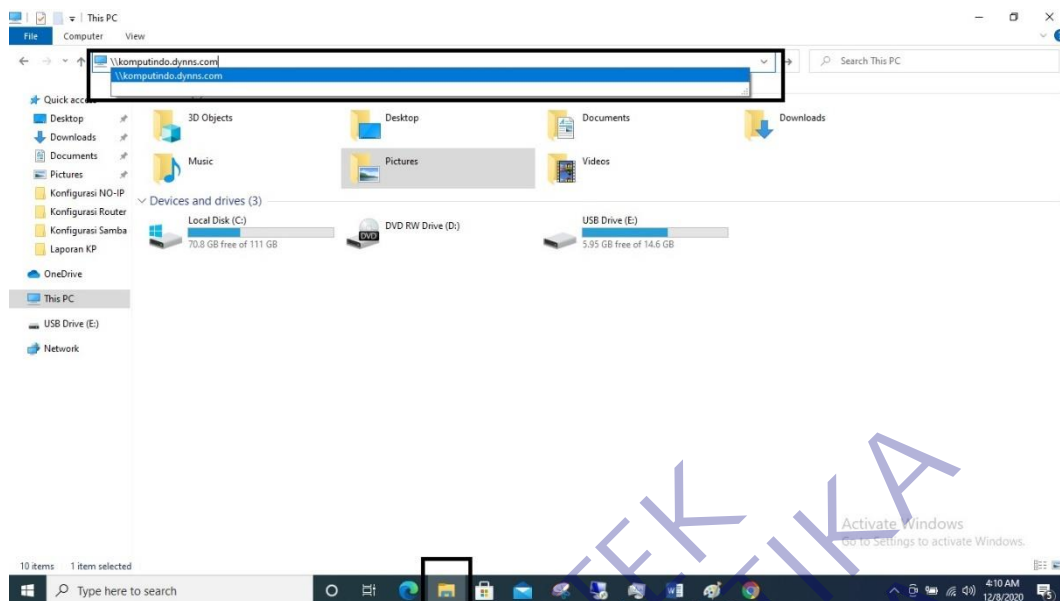 This PC
File Computer View
\\komputindo.dynns.com
Search This PC
\\komputindo.dynns.com
Quick access
Desktop
Downloads
Documents
Pictures
Konfigurasi NO-IP
Konfigurasi Router
Konfigurasi Samba
Laporan KP
OneDrive
This PC
USB Drive (E:)
Network
3D Objects
Desktop
Documents
Downloads
Music
Pictures
Videos
Devices and drives (3)
Local Disk (C:)
70.8 GB free of 111 GB
DVD RW Drive (D:)
DVD
USB Drive (E:)
5.95 GB free of 14.6 GB
Activate Windows
Go to Settings to activate Windows.
10 items 1 item selected
Type here to search
4:10 AM
12/8/2020